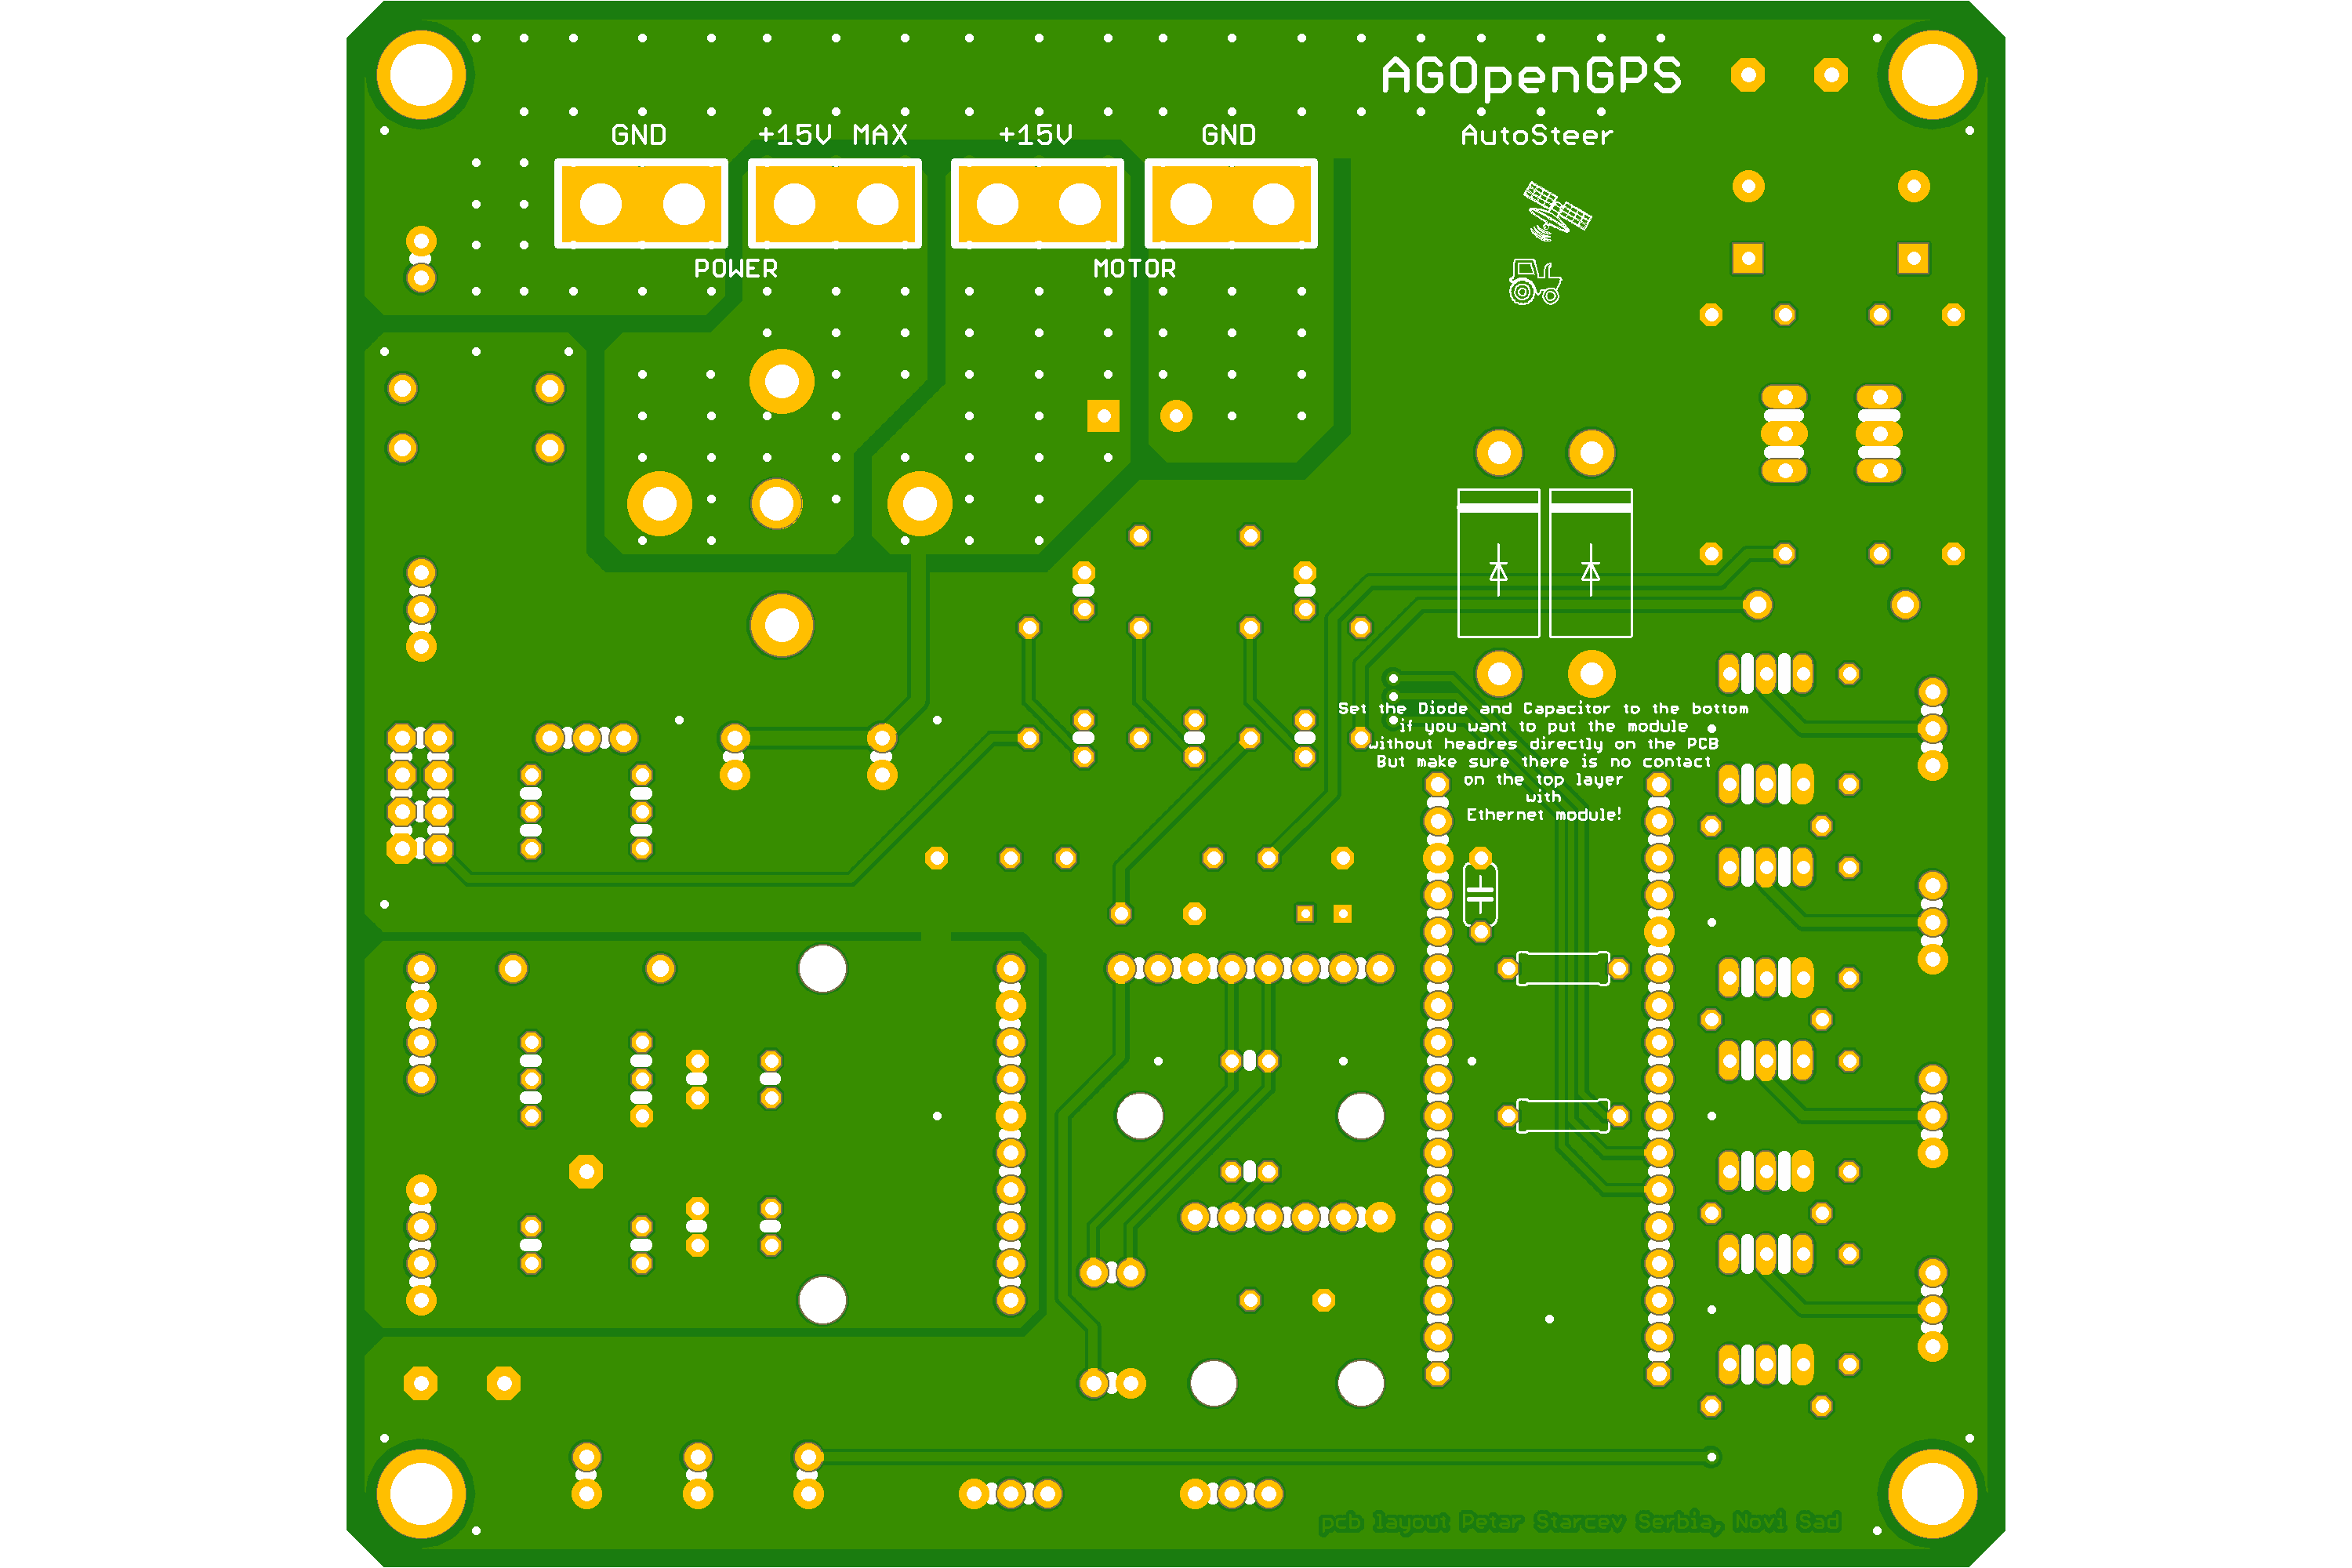 AGOpenGPS
AutoSteer
GND
+15V MAX
+15V
GND
POWER
MOTOR
Set the Diode and Capacitor to the bottom
if you want to put the module
without headres directly on the PCB
But make sure there is no contact
on the top layer
with
Ethernet module!
pcb layout Petar Starcev Serbia, Novi Sad